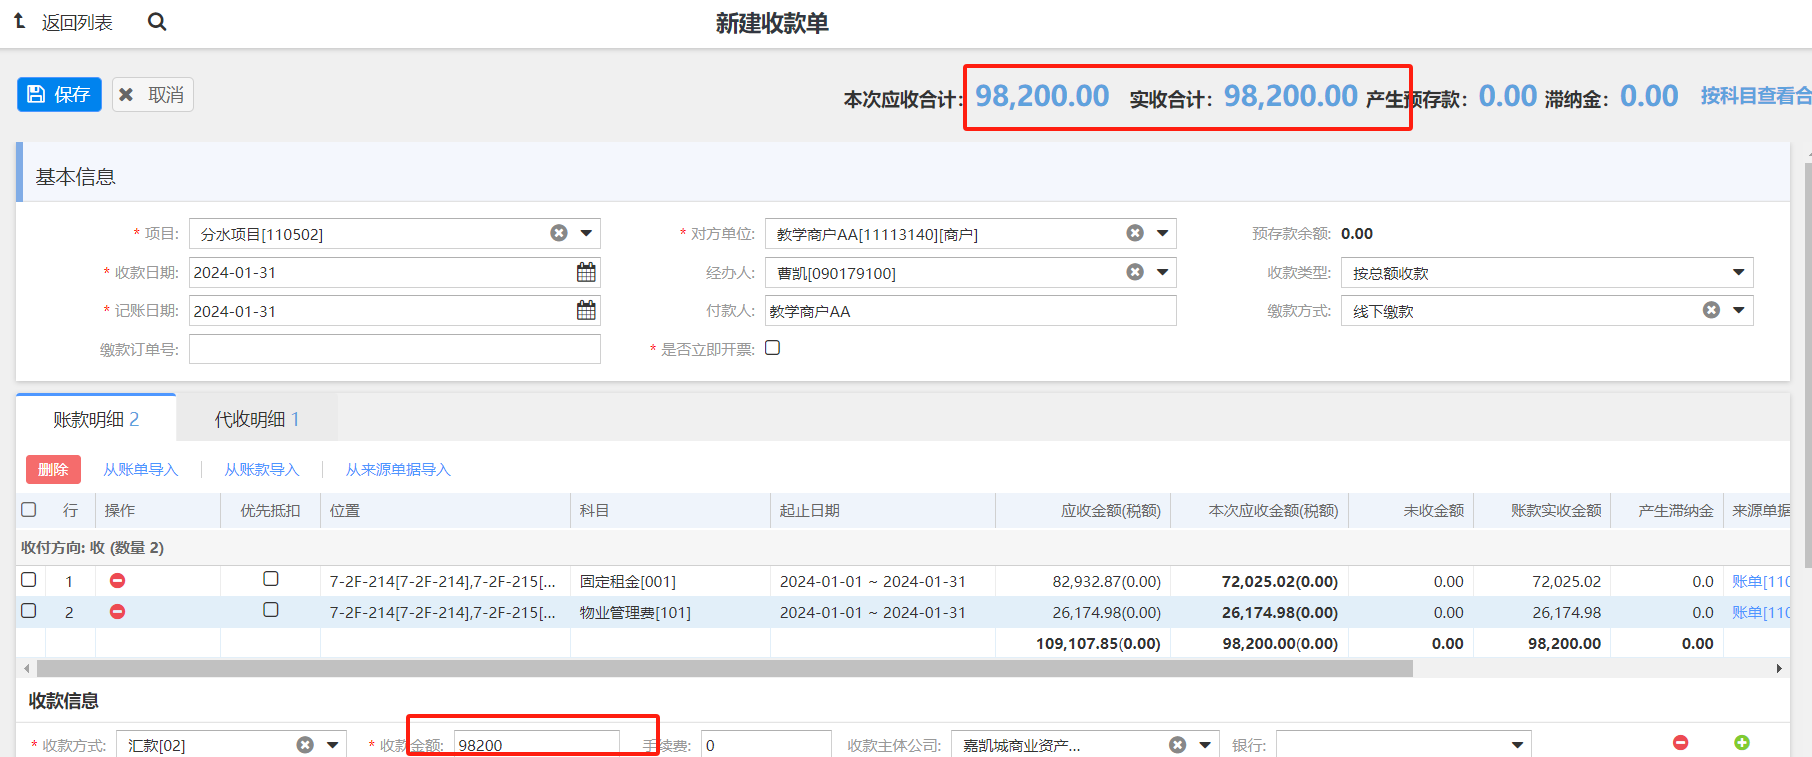 返回列表
新建收款单
保存 取消 本次应收合计: 98,200.00 实收合计: 98,200.00 产生预存款: 0.00 滞纳金: 0.00 按科目查看合
基本信息
* 项目: 分水项目[110502] * 对方单位: 教学商户AA[11113140][商户] 预存款余额: 0.00
* 收款日期: 2024-01-31 经办人: 曹凯[090179100] 收款类型: 按总额收款
* 记账日期: 2024-01-31 付款人: 教学商户AA 缴款方式: 线下缴款
缴款订单号: * 是否立即开票:
账款明细 2 代收明细 1
删除 从账单导入 从账款导入 从来源单据导入
行 操作 优先抵扣 位置 科目 起止日期 应收金额(税额) 本次应收金额(税额) 未收金额 账款实收金额 产生滞纳金 来源单据
收付方向: 收 (数量 2)
1 7-2F-214[7-2F-214],7-2F-215[... 固定租金[001] 2024-01-01 ~ 2024-01-31 82,932.87(0.00) 72,025.02(0.00) 0.00 72,025.02 0.0 账单[110
2 7-2F-214[7-2F-214],7-2F-215[... 物业管理费[101] 2024-01-01 ~ 2024-01-31 26,174.98(0.00) 26,174.98(0.00) 0.00 26,174.98 0.0 账单[110
109,107.85(0.00) 98,200.00(0.00) 0.00 98,200.00 0.00
收款信息
* 收款方式: 汇款[02] * 收款金额: 98200 手续费: 0 收款主体公司: 嘉凯城商业资产... 银行: